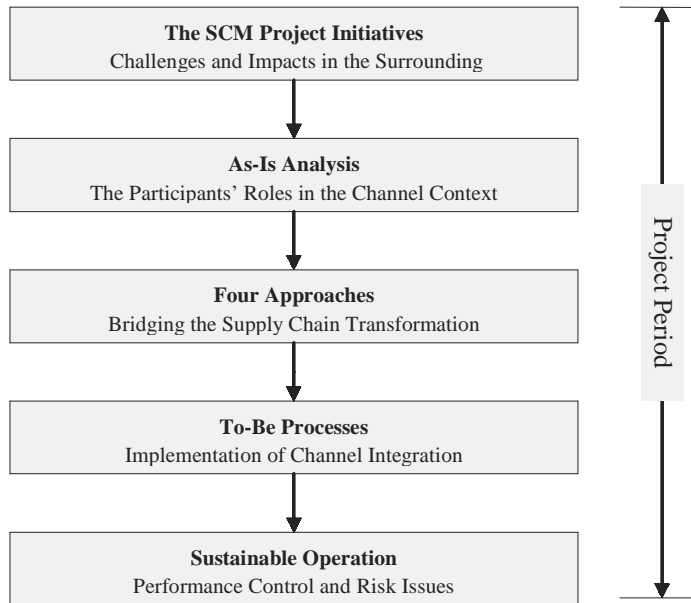 The SCM Project Initiatives
Challenges and Impacts in the Surrounding
As-Is Analysis
The Participants’ Roles in the Channel Context
Four Approaches
Bridging the Supply Chain Transformation
To-Be Processes
Implementation of Channel Integration
Sustainable Operation
Performance Control and Risk Issues
Project Period